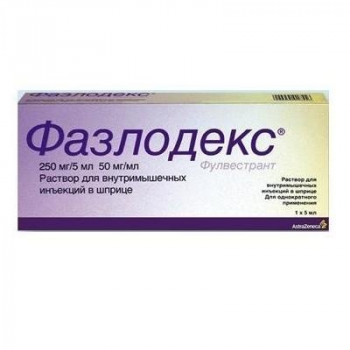 Фазлодекс®
Фулвестрант
250 мг/5 мл 50 мг/мл
Раствор для внутримышечных
инъекций в шприце
Раствор для
внутримышечных
инъекций в шприце
Для однократного
применения
1 x 5 мл
AstraZeneca